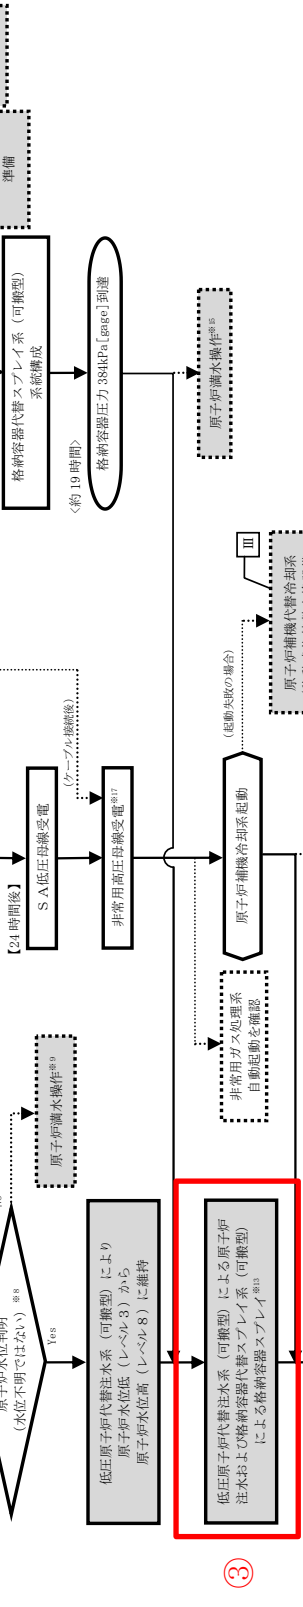 準備
格納容器代替スプレイ系（可搬型）
系統構成
<約 19 時間>
格納容器圧力 384kPa[gage]到達
原子炉満水操作※15
【24 時間後】
ＳＡ低圧母線受電
（ケーブル接続後）
非常用高圧母線受電※17
（起動失敗の場合）
原子炉補機冷却系起動
Ⅲ
原子炉補機代替冷却系
非常用ガス処理系
自動起動を確認
（水位不明ではない）※8
Yes
原子炉満水操作※9
低圧原子炉代替注水系（可搬型）により
原子炉水位低（レベル３）から
原子炉水位高（レベル８）に維持
低圧原子炉代替注水系（可搬型）による原子炉
注水および格納容器代替スプレイ系（可搬型）
による格納容器スプレイ※13
③